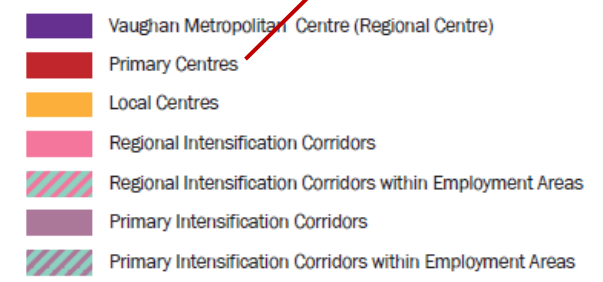 Vaughan Metropolitan Centre (Regional Centre)
Primary Centres
Local Centres
Regional Intensification Corridors
Regional Intensification Corridors within Employment Areas
Primary Intensification Corridors
Primary Intensification Corridors within Employment Areas